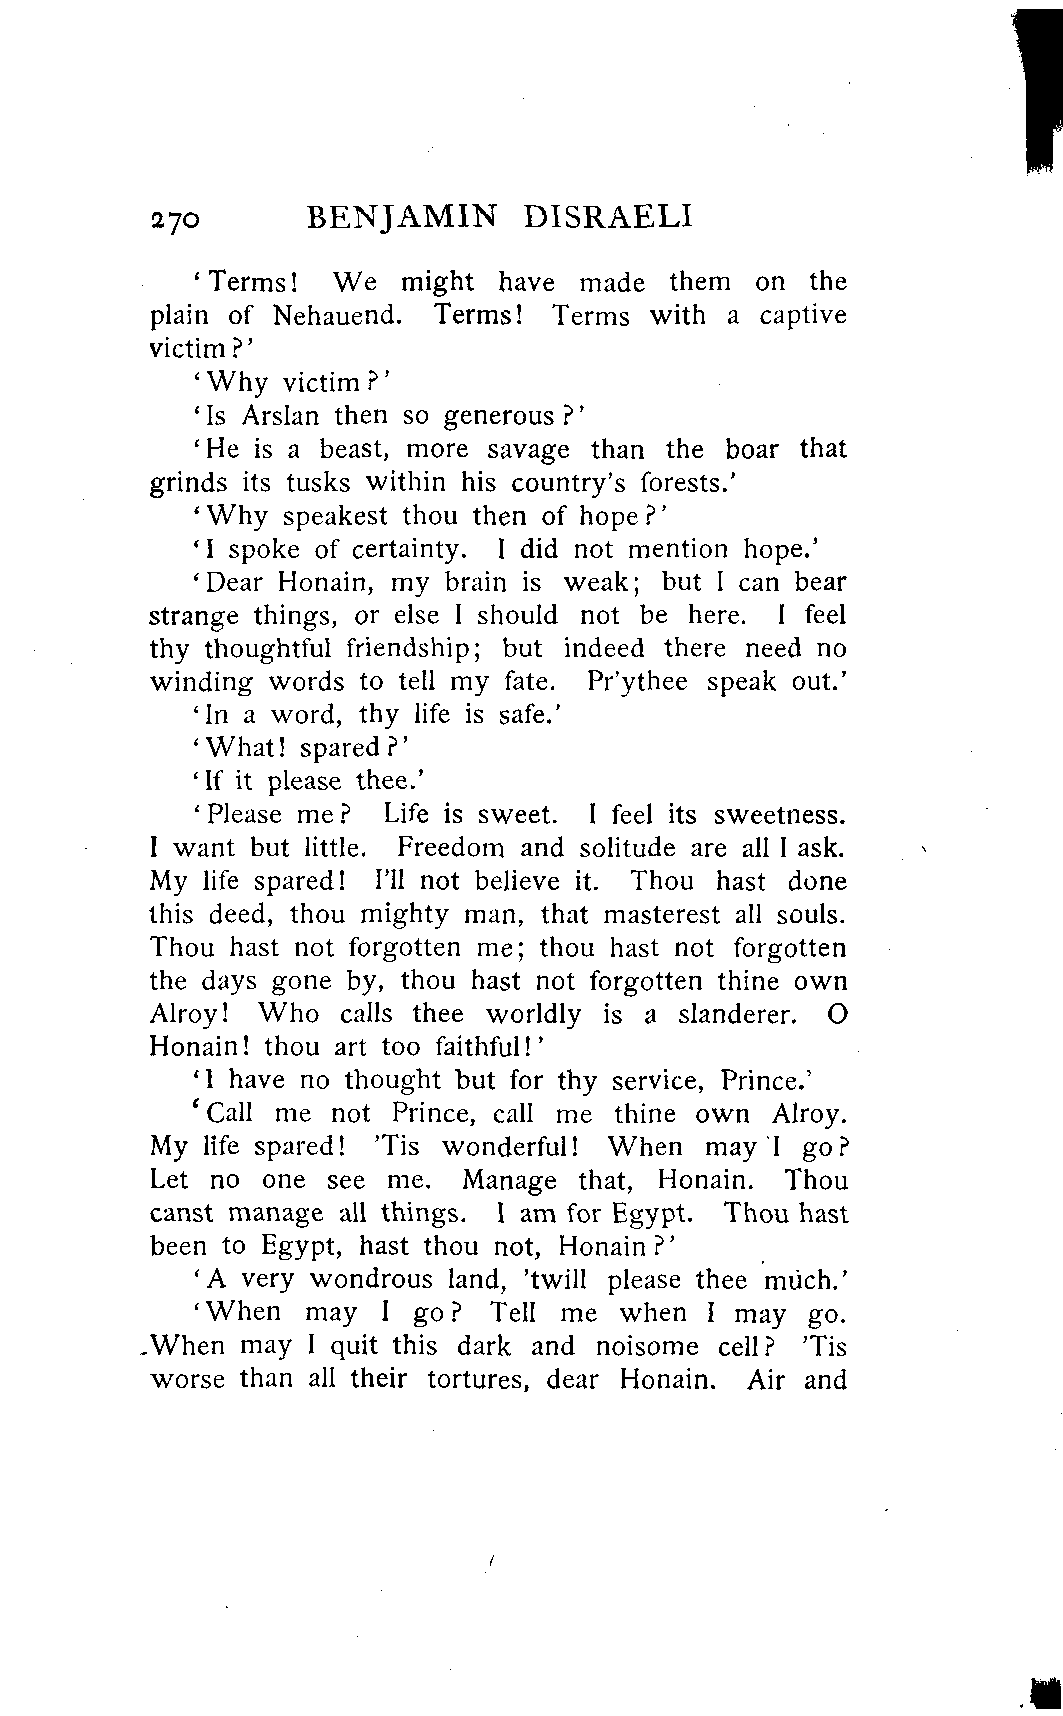 270 BENJAMIN DISRAELI
‘Terms! We might have made them on the
plain of Nehauend. Terms! Terms with a captive
victim?’
‘Why victim?’
‘Is Arslan then so generous?’
‘He is a beast, more savage than the boar that
grinds its tusks within his country’s forests.’
‘Why speakest thou then of hope?’
‘I spoke of certainty. I did not mention hope.’
‘Dear Honain, my brain is weak; but I can bear
strange things, or else I should not be here. I feel
thy thoughtful friendship; but indeed there need no
winding words to tell my fate. Pr’ythee speak out.’
‘In a word, thy life is safe.’
‘What! spared?’
‘If it please thee.’
‘Please me? Life is sweet. I feel its sweetness.
I want but little. Freedom and solitude are all I ask.
My life spared! I’ll not believe it. Thou hast done
this deed, thou mighty man, that masterest all souls.
Thou hast not forgotten me; thou hast not forgotten
the days gone by, thou hast not forgotten thine own
Alroy! Who calls thee worldly is a slanderer. O
Honain! thou art too faithful!’
‘I have no thought but for thy service, Prince.’
‘Call me not Prince, call me thine own Alroy.
My life spared! ’Tis wonderful! When may I go?
Let no one see me. Manage that, Honain. Thou
canst manage all things. I am for Egypt. Thou hast
been to Egypt, hast thou not, Honain?’
‘A very wondrous land, ’twill please thee much.’
‘When may I go? Tell me when I may go.
When may I quit this dark and noisome cell? ’Tis
worse than all their tortures, dear Honain. Air and